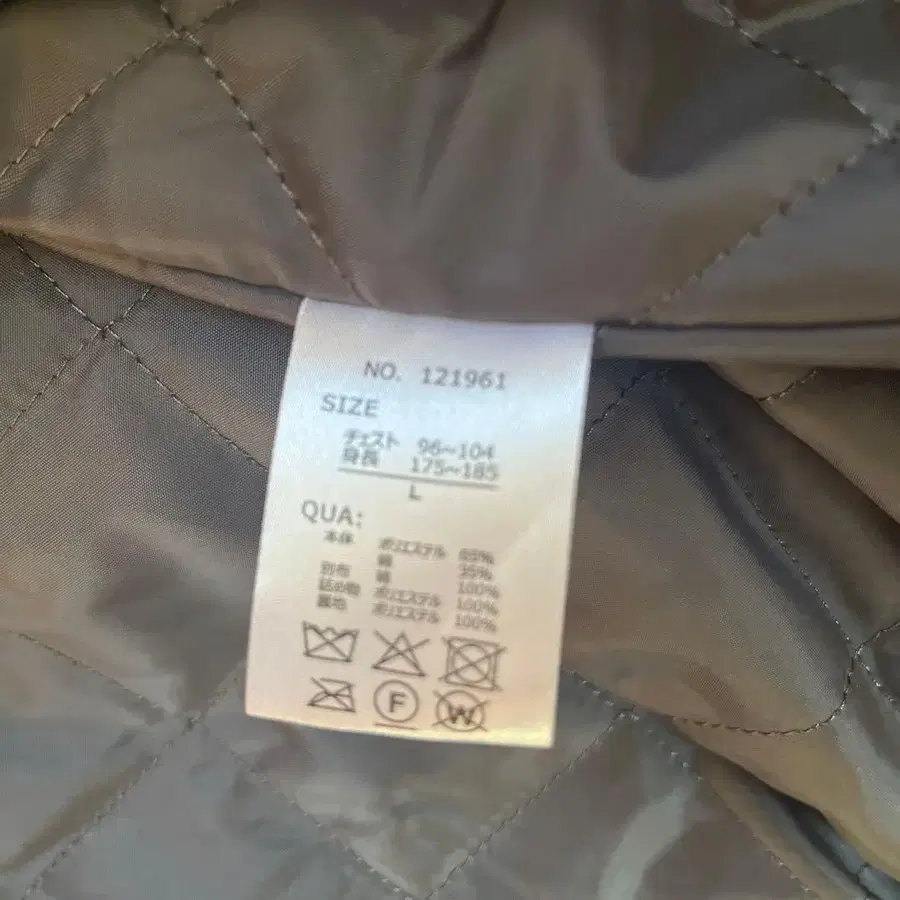 NO. 121961
SIZE
チェスト 96~104
身長 175~185
L
QUA:
本体 ポリエステル 65%
綿 35%
別布 綿 100%
詰め物 ポリエステル 100%
裏地 ポリエステル 100%
F W